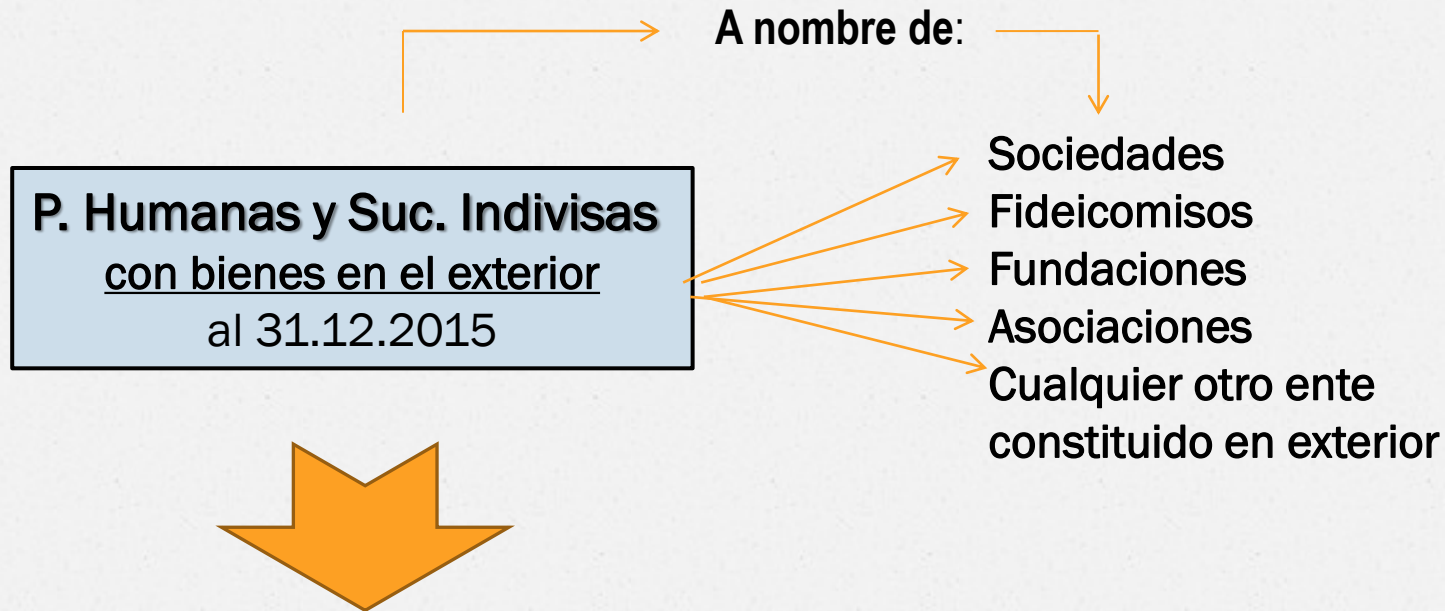 A nombre de:
P. Humanas y Suc. Indivisas
con bienes en el exterior
al 31.12.2015
Sociedades
Fideicomisos
Fundaciones
Asociaciones
Cualquier otro ente
constituido en exterior